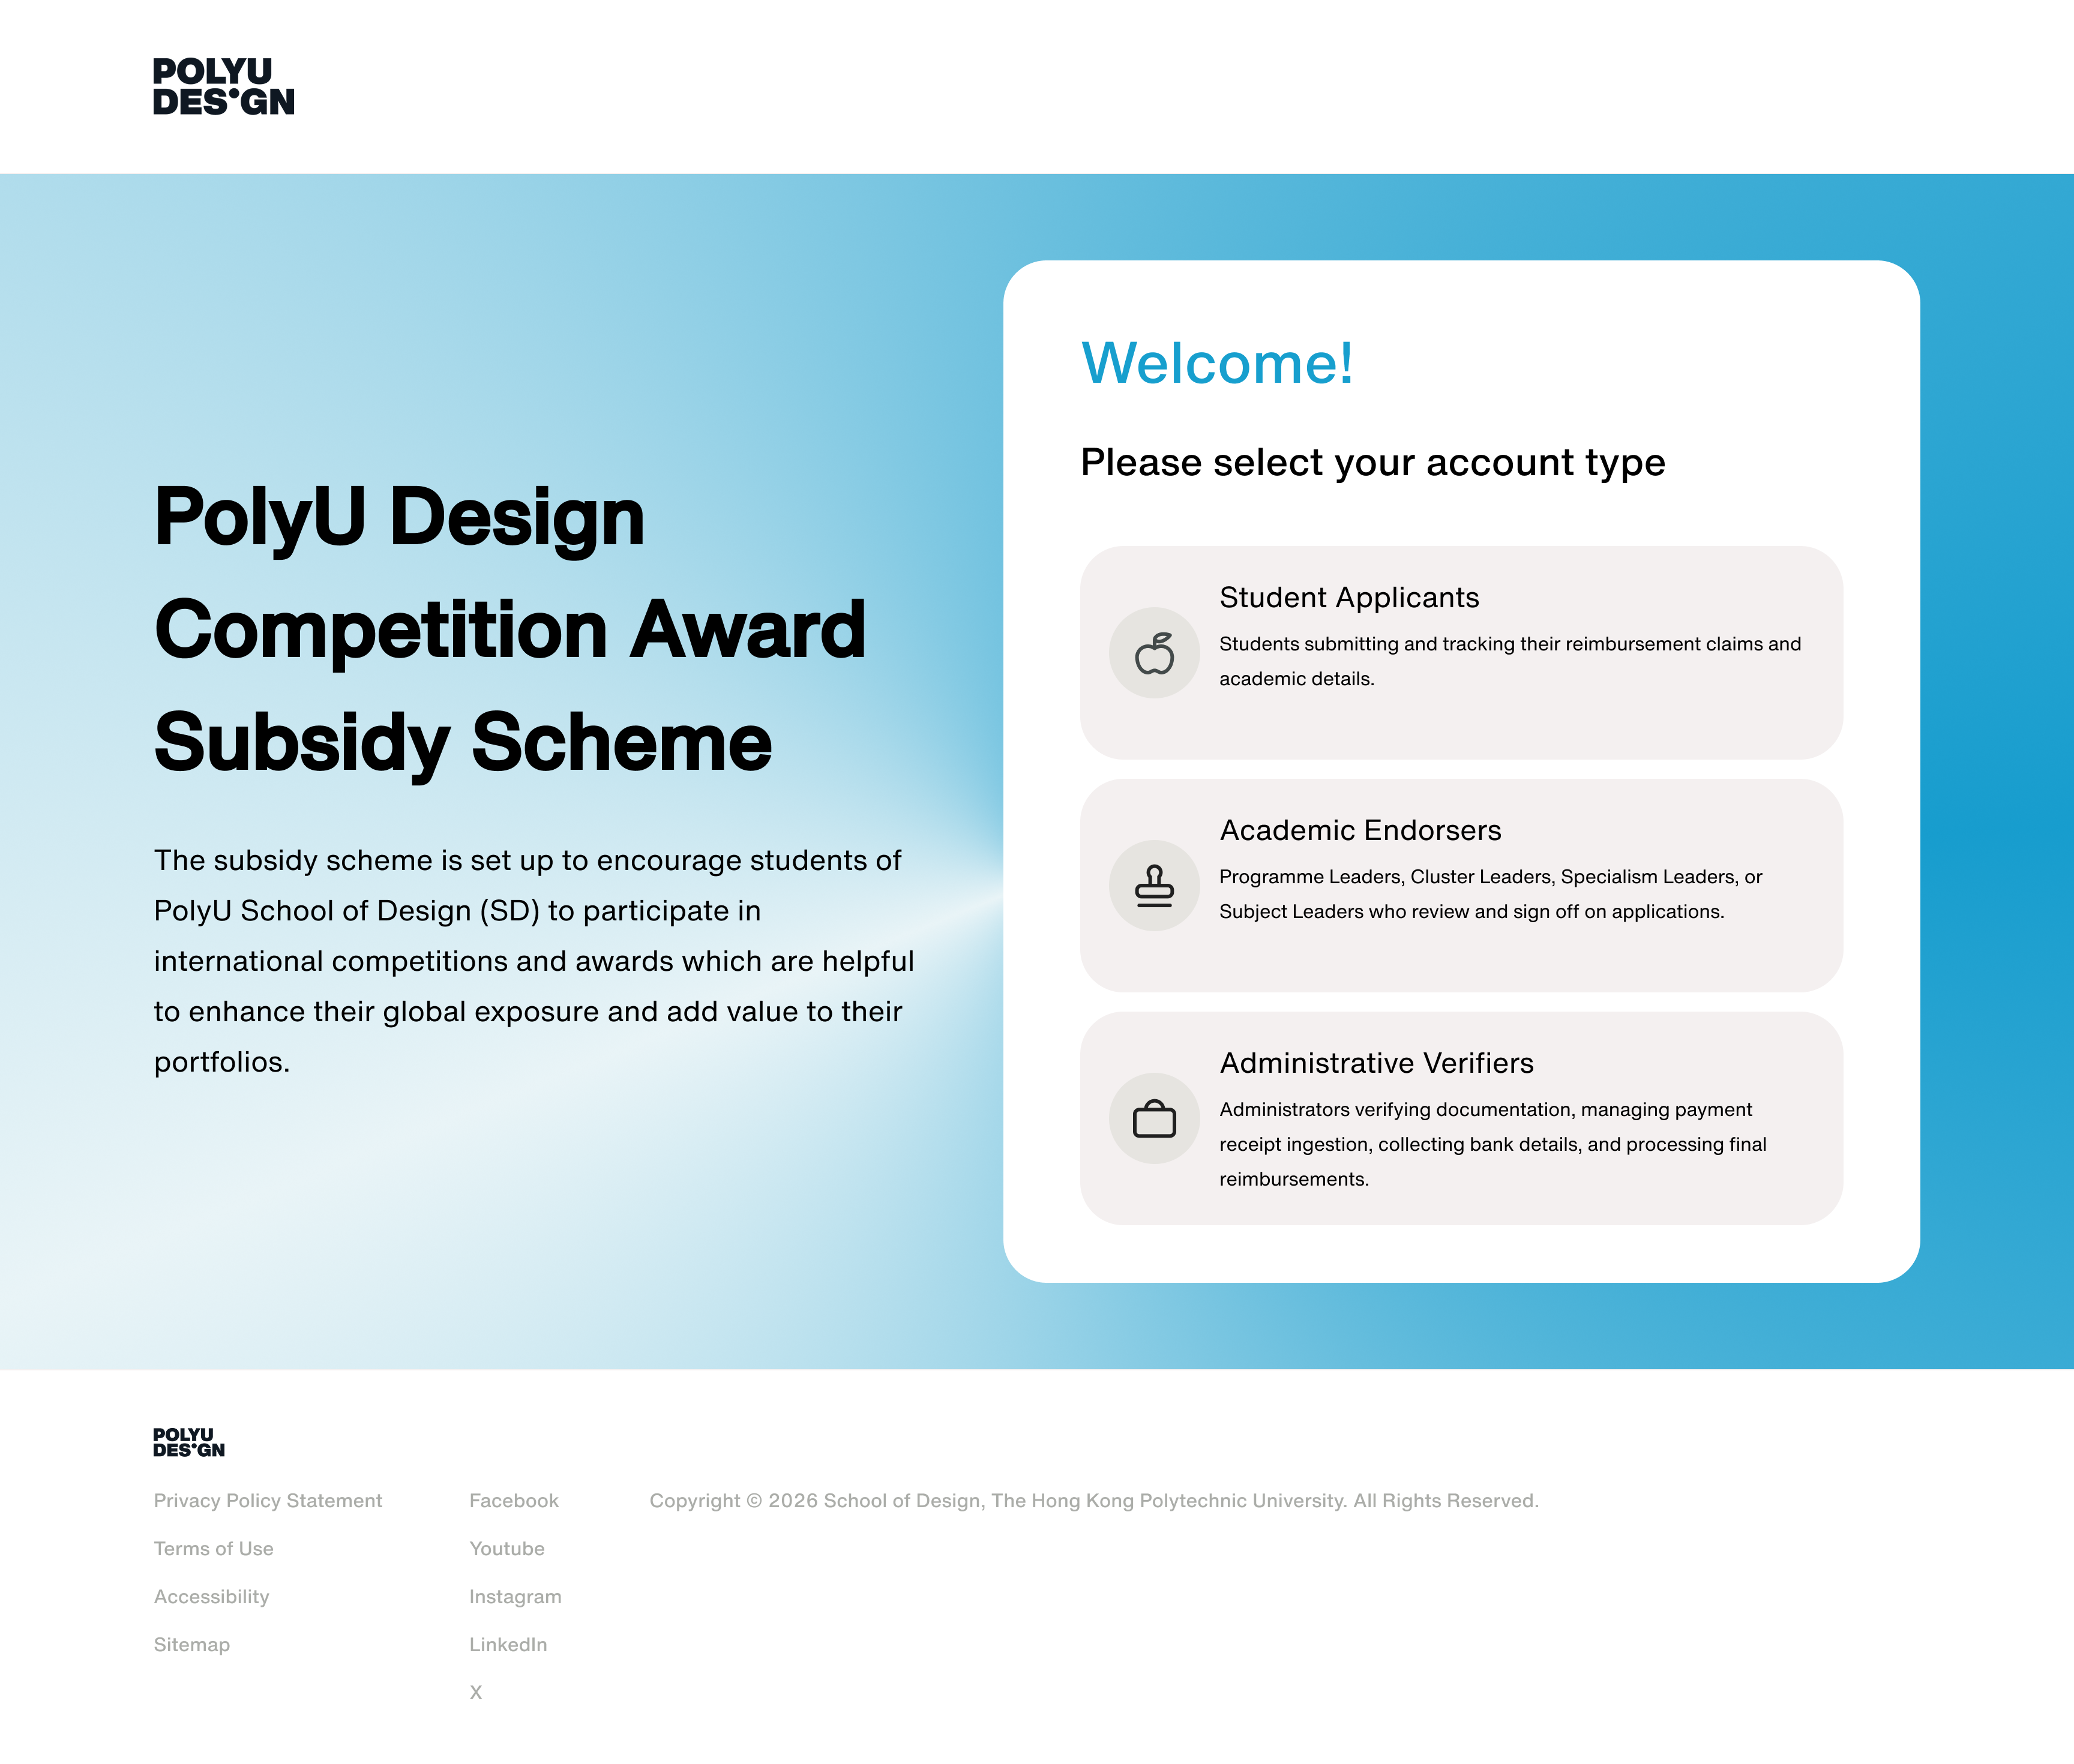 POLYU
DES•GN
PolyU Design
Competition Award
Subsidy Scheme
The subsidy scheme is set up to encourage students of
PolyU School of Design (SD) to participate in
international competitions and awards which are helpful
to enhance their global exposure and add value to their
portfolios.
Welcome!
Please select your account type
Student Applicants
Students submitting and tracking their reimbursement claims and
academic details.
Academic Endorsers
Programme Leaders, Cluster Leaders, Specialism Leaders, or
Subject Leaders who review and sign off on applications.
Administrative Verifiers
Administrators verifying documentation, managing payment
receipt ingestion, collecting bank details, and processing final
reimbursements.
POLYU
DES•GN
Privacy Policy Statement
Terms of Use
Accessibility
Sitemap
Facebook
Youtube
Instagram
LinkedIn
X
Copyright © 2026 School of Design, The Hong Kong Polytechnic University. All Rights Reserved.